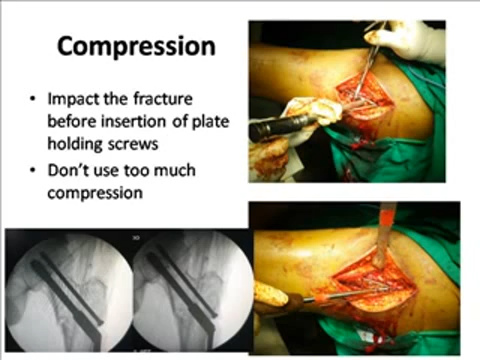 Compression
• Impact the fracture
before insertion of plate
holding screws
• Don't use too much
compression